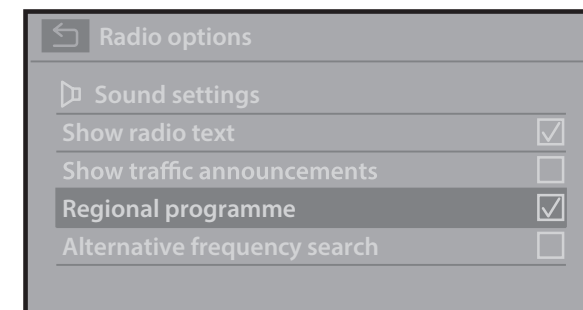 Radio options
Sound settings
Show radio text
Show traffic announcements
Regional programme
Alternative frequency search